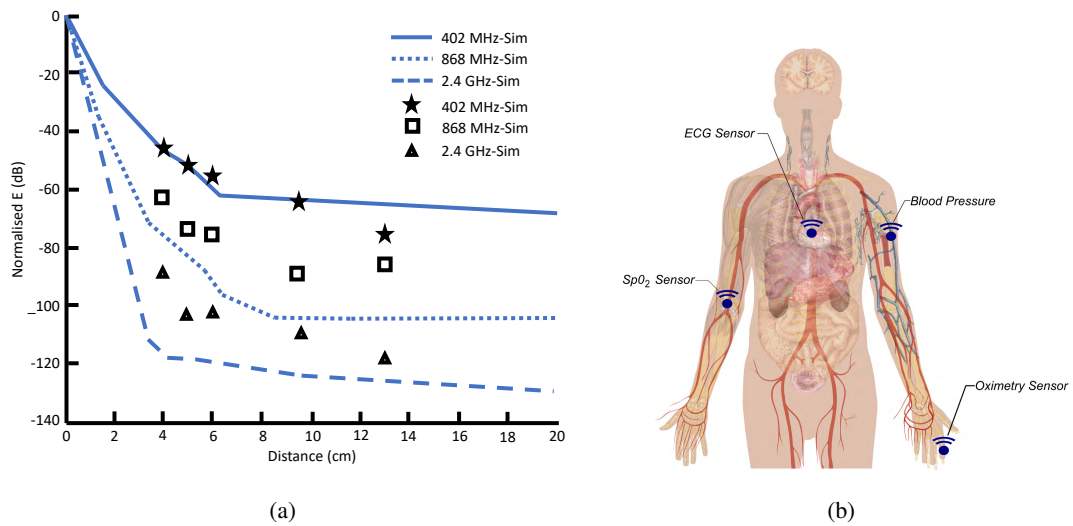 0
-20
-40
-60
-80
_100
-120
-140
Normalised E (dB)
0 2 4 6 8 10 12 14 16 18 20
Distance (cm)
402 MHz-Sim
868 MHz-Sim
2.4 GHz-Sim
402 MHz-Sim
868 MHz-Sim
2.4 GHz-Sim
(a)
ECG Sensor
Blood Pressure
Sp0₂ Sensor
Oximetry Sensor
(b)